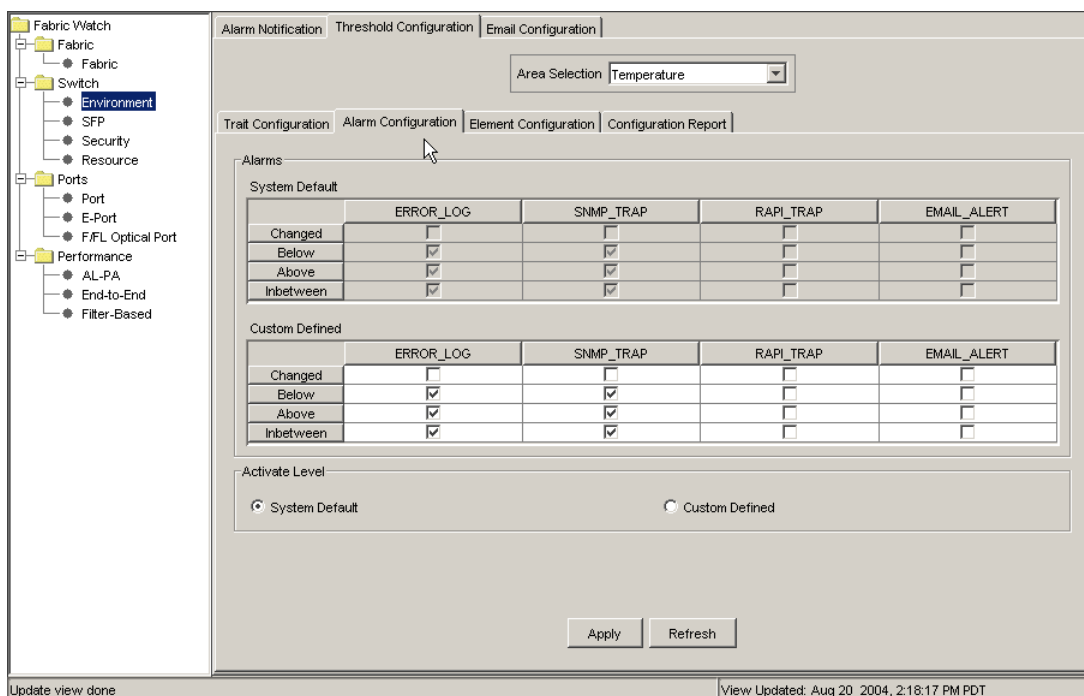 Fabric Watch
Fabric
Fabric
Switch
Environment
SFP
Security
Resource
Ports
Port
E-Port
F/FL Optical Port
Performance
AL-PA
End-to-End
Filter-Based
Alarm Notification Threshold Configuration Email Configuration
Area Selection Temperature
Trait Configuration Alarm Configuration Element Configuration Configuration Report
Alarms
System Default
ERROR_LOG SNMP_TRAP RAPI_TRAP EMAIL_ALERT
Changed
Below
Above
Inbetween
Custom Defined
ERROR_LOG SNMP_TRAP RAPI_TRAP EMAIL_ALERT
Changed
Below
Above
Inbetween
Activate Level
System Default Custom Defined
Apply Refresh
Update view done View Updated: Aug 20 2004, 2:18:17 PM PDT